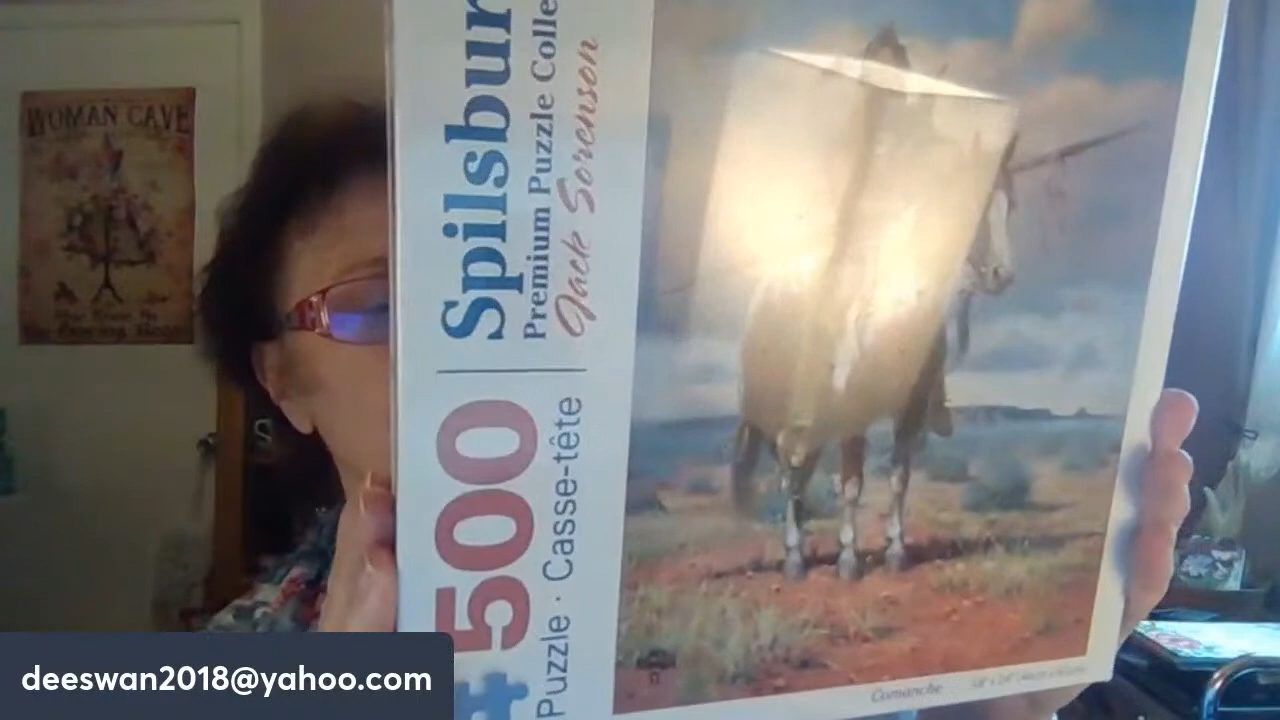 WOMAN CAVE
Spilsbur
Premium Puzzle Colle
Jack Sorenson
500
Puzzle · Casse-tête
Comanche
S
deeswan2018@yahoo.com